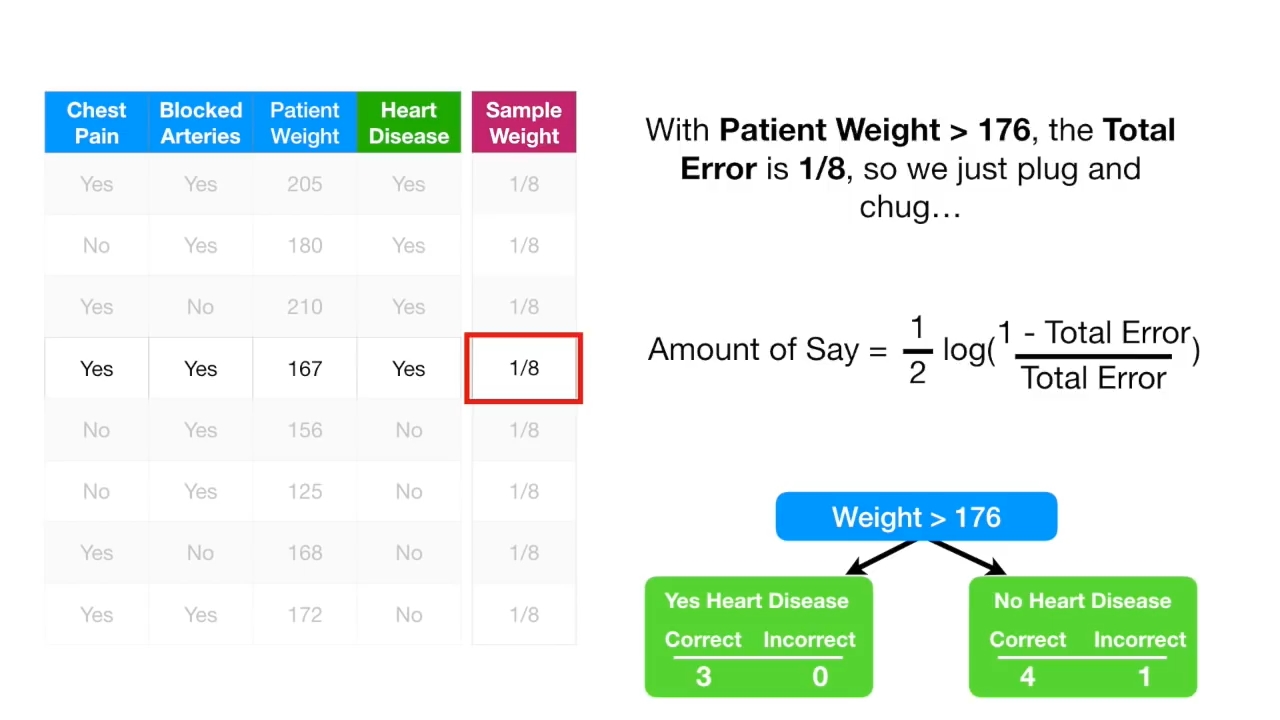 Chest Pain Blocked Arteries Patient Weight Heart Disease Sample Weight
Yes Yes 205 Yes 1/8
No Yes 180 Yes 1/8
Yes No 210 Yes 1/8
Yes Yes 167 Yes 1/8
No Yes 156 No 1/8
No Yes 125 No 1/8
Yes No 168 No 1/8
Yes Yes 172 No 1/8
With Patient Weight > 176, the Total
Error is 1/8, so we just plug and
chug…
Amount of Say = 1/2 log(1 - Total Error/Total Error)
Weight > 176
Yes Heart Disease
Correct Incorrect
3 0
No Heart Disease
Correct Incorrect
4 1